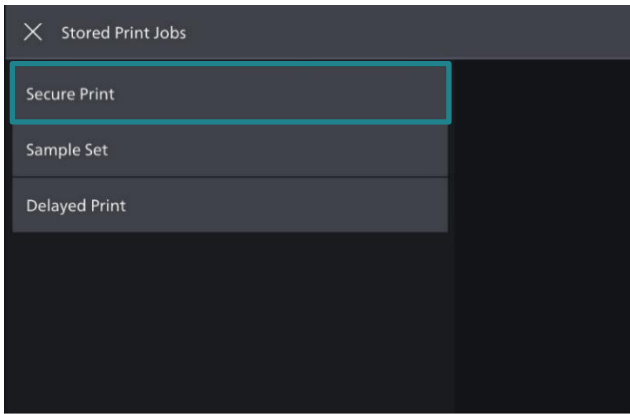 Stored Print Jobs
Secure Print
Sample Set
Delayed Print